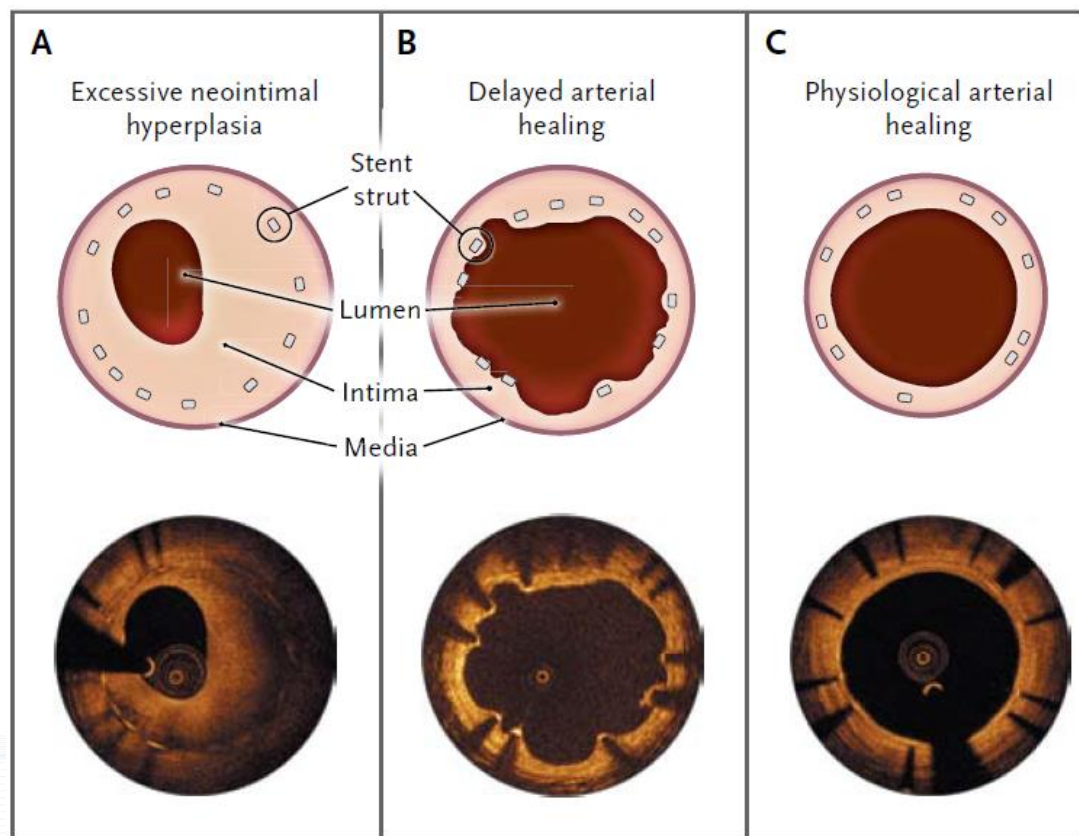 A
Excessive neointimal
hyperplasia
B
Delayed arterial
healing
C
Physiological arterial
healing
Stent
strut
Lumen
Intima
Media